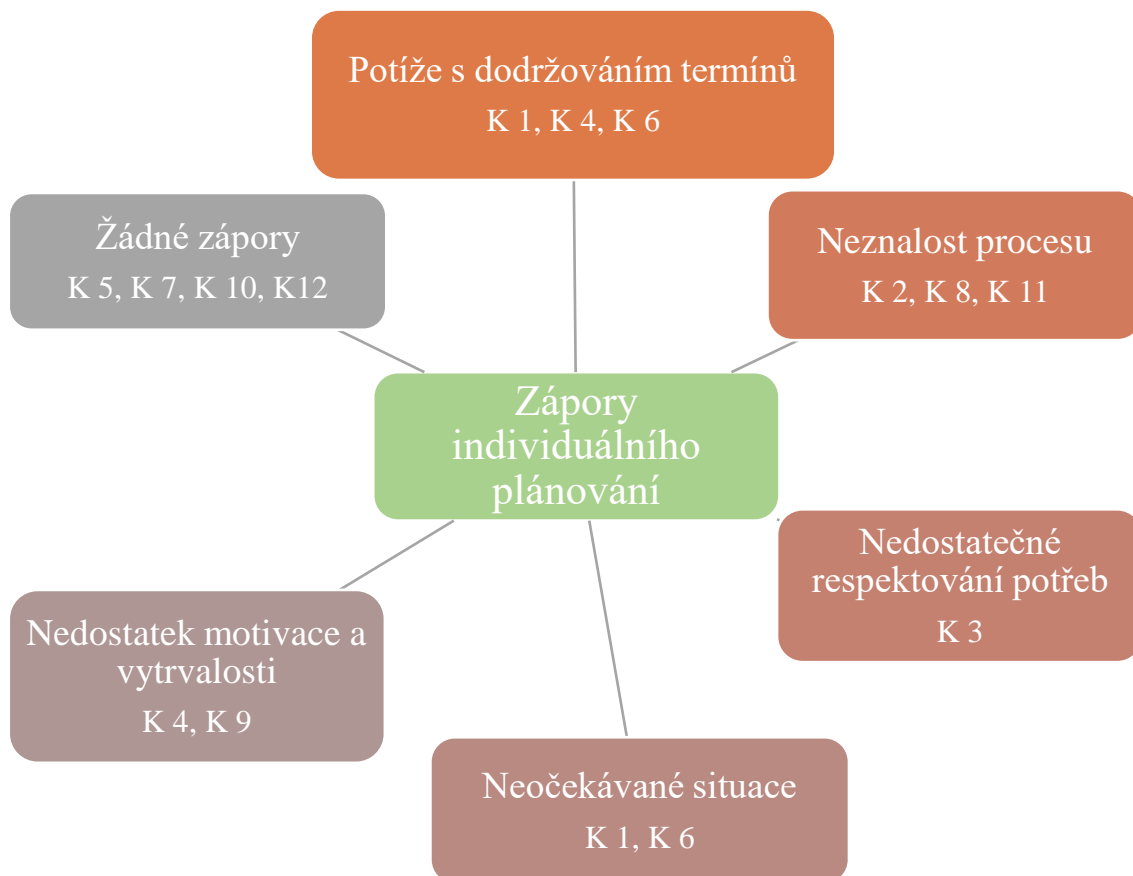 Potíže s dodržováním termínů
K 1, K 4, K 6
Žádné zápory
K 5, K 7, K 10, K12
Neznalost procesu
K 2, K 8, K 11
Zápory
individuálního
plánování
Nedostatečné
respektování potřeb
K 3
Nedostatek motivace a
vytrvalosti
K 4, K 9
Neočekávané situace
K 1, K 6